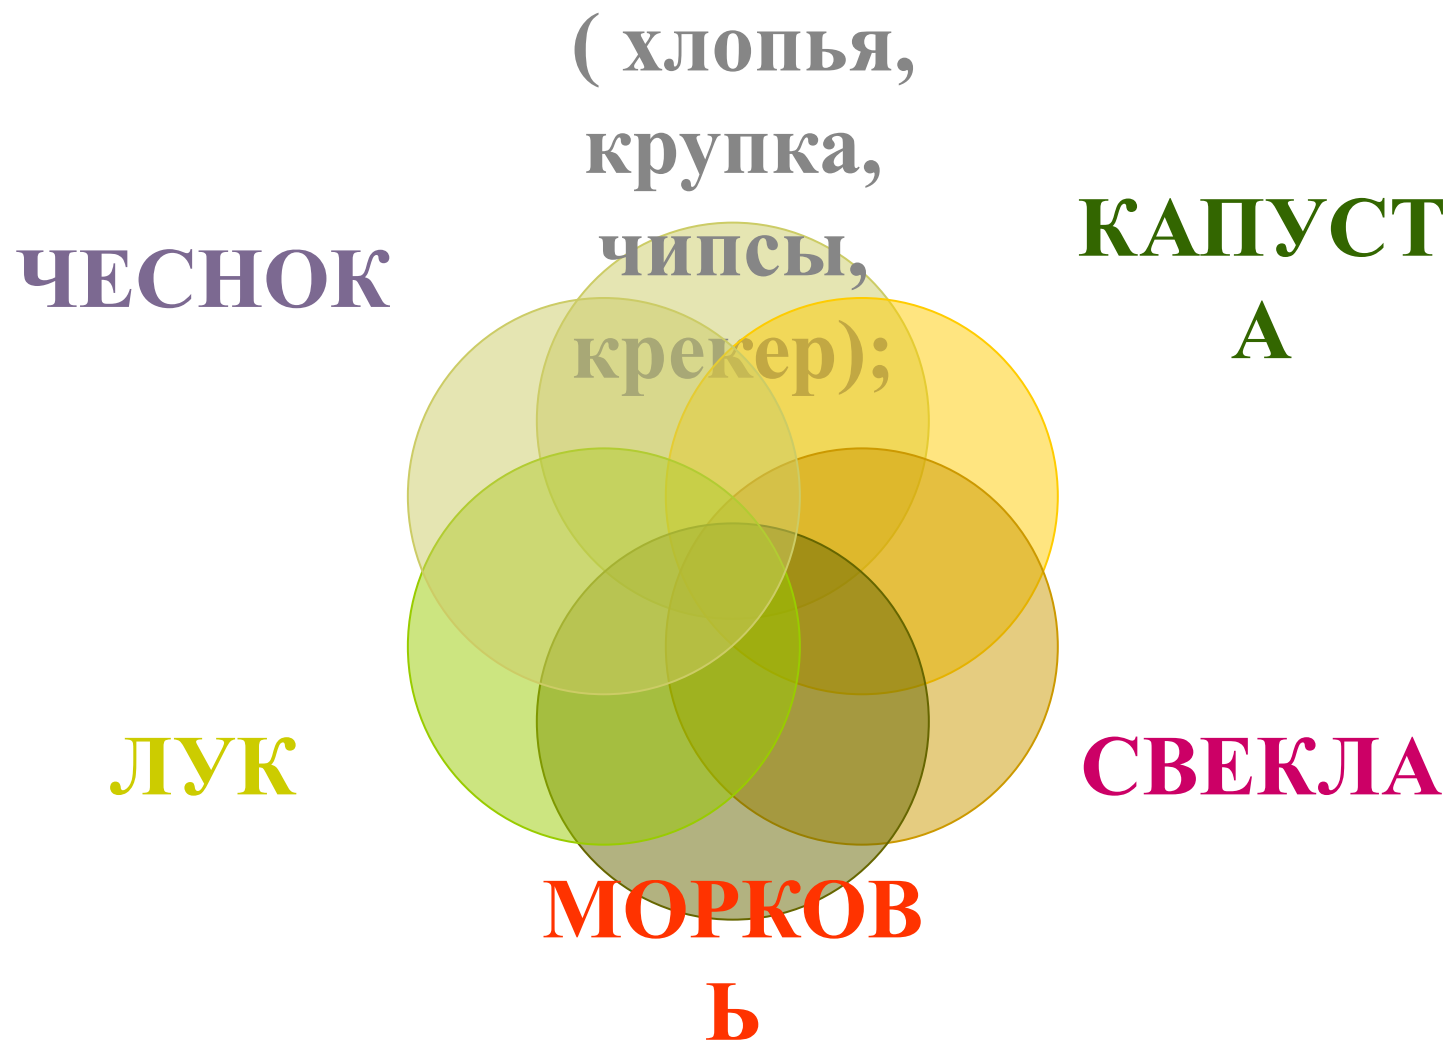 ( хлопья,
крупка,
чипсы,
крекер);
КАПУСТ
А
СВЕКЛА
МОРКОВ
Ь
ЛУК
ЧЕСНОК